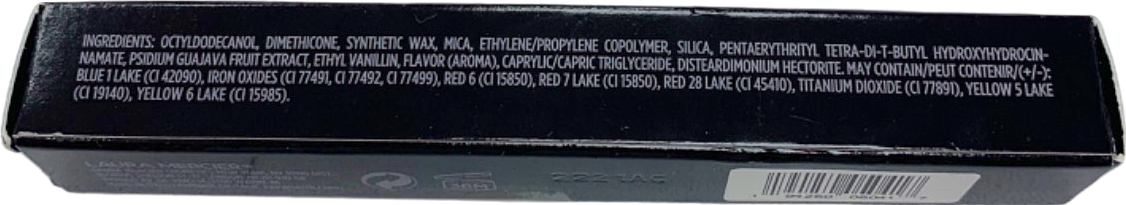 INGREDIENTS: OCTYLDODECANOL, DIMETHICONE, SYNTHETIC WAX, MICA, ETHYLENE/PROPYLENE COPOLYMER, SILICA, PENTAERYTHRITYL TETRA-DI-T-BUTYL HYDROXYHYDROCIN-
NAMATE, PSIDIUM GUAJAVA FRUIT EXTRACT, ETHYL VANILLIN, FLAVOR (AROMA), CAPRYLIC/CAPRIC TRIGLYCERIDE, DISTEARDIMONIUM HECTORITE. MAY CONTAIN/PEUT CONTENIR/(+/-):
BLUE 1 LAKE (CI 42090), IRON OXIDES (CI 77491, CI 77492, CI 77499), RED 6 (CI 15850), RED 7 LAKE (CI 15850), RED 28 LAKE (CI 45410), TITANIUM DIOXIDE (CI 77891), YELLOW 5 LAKE
(CI 19140), YELLOW 6 LAKE (CI 15985).
LAURA MERCIER
36M